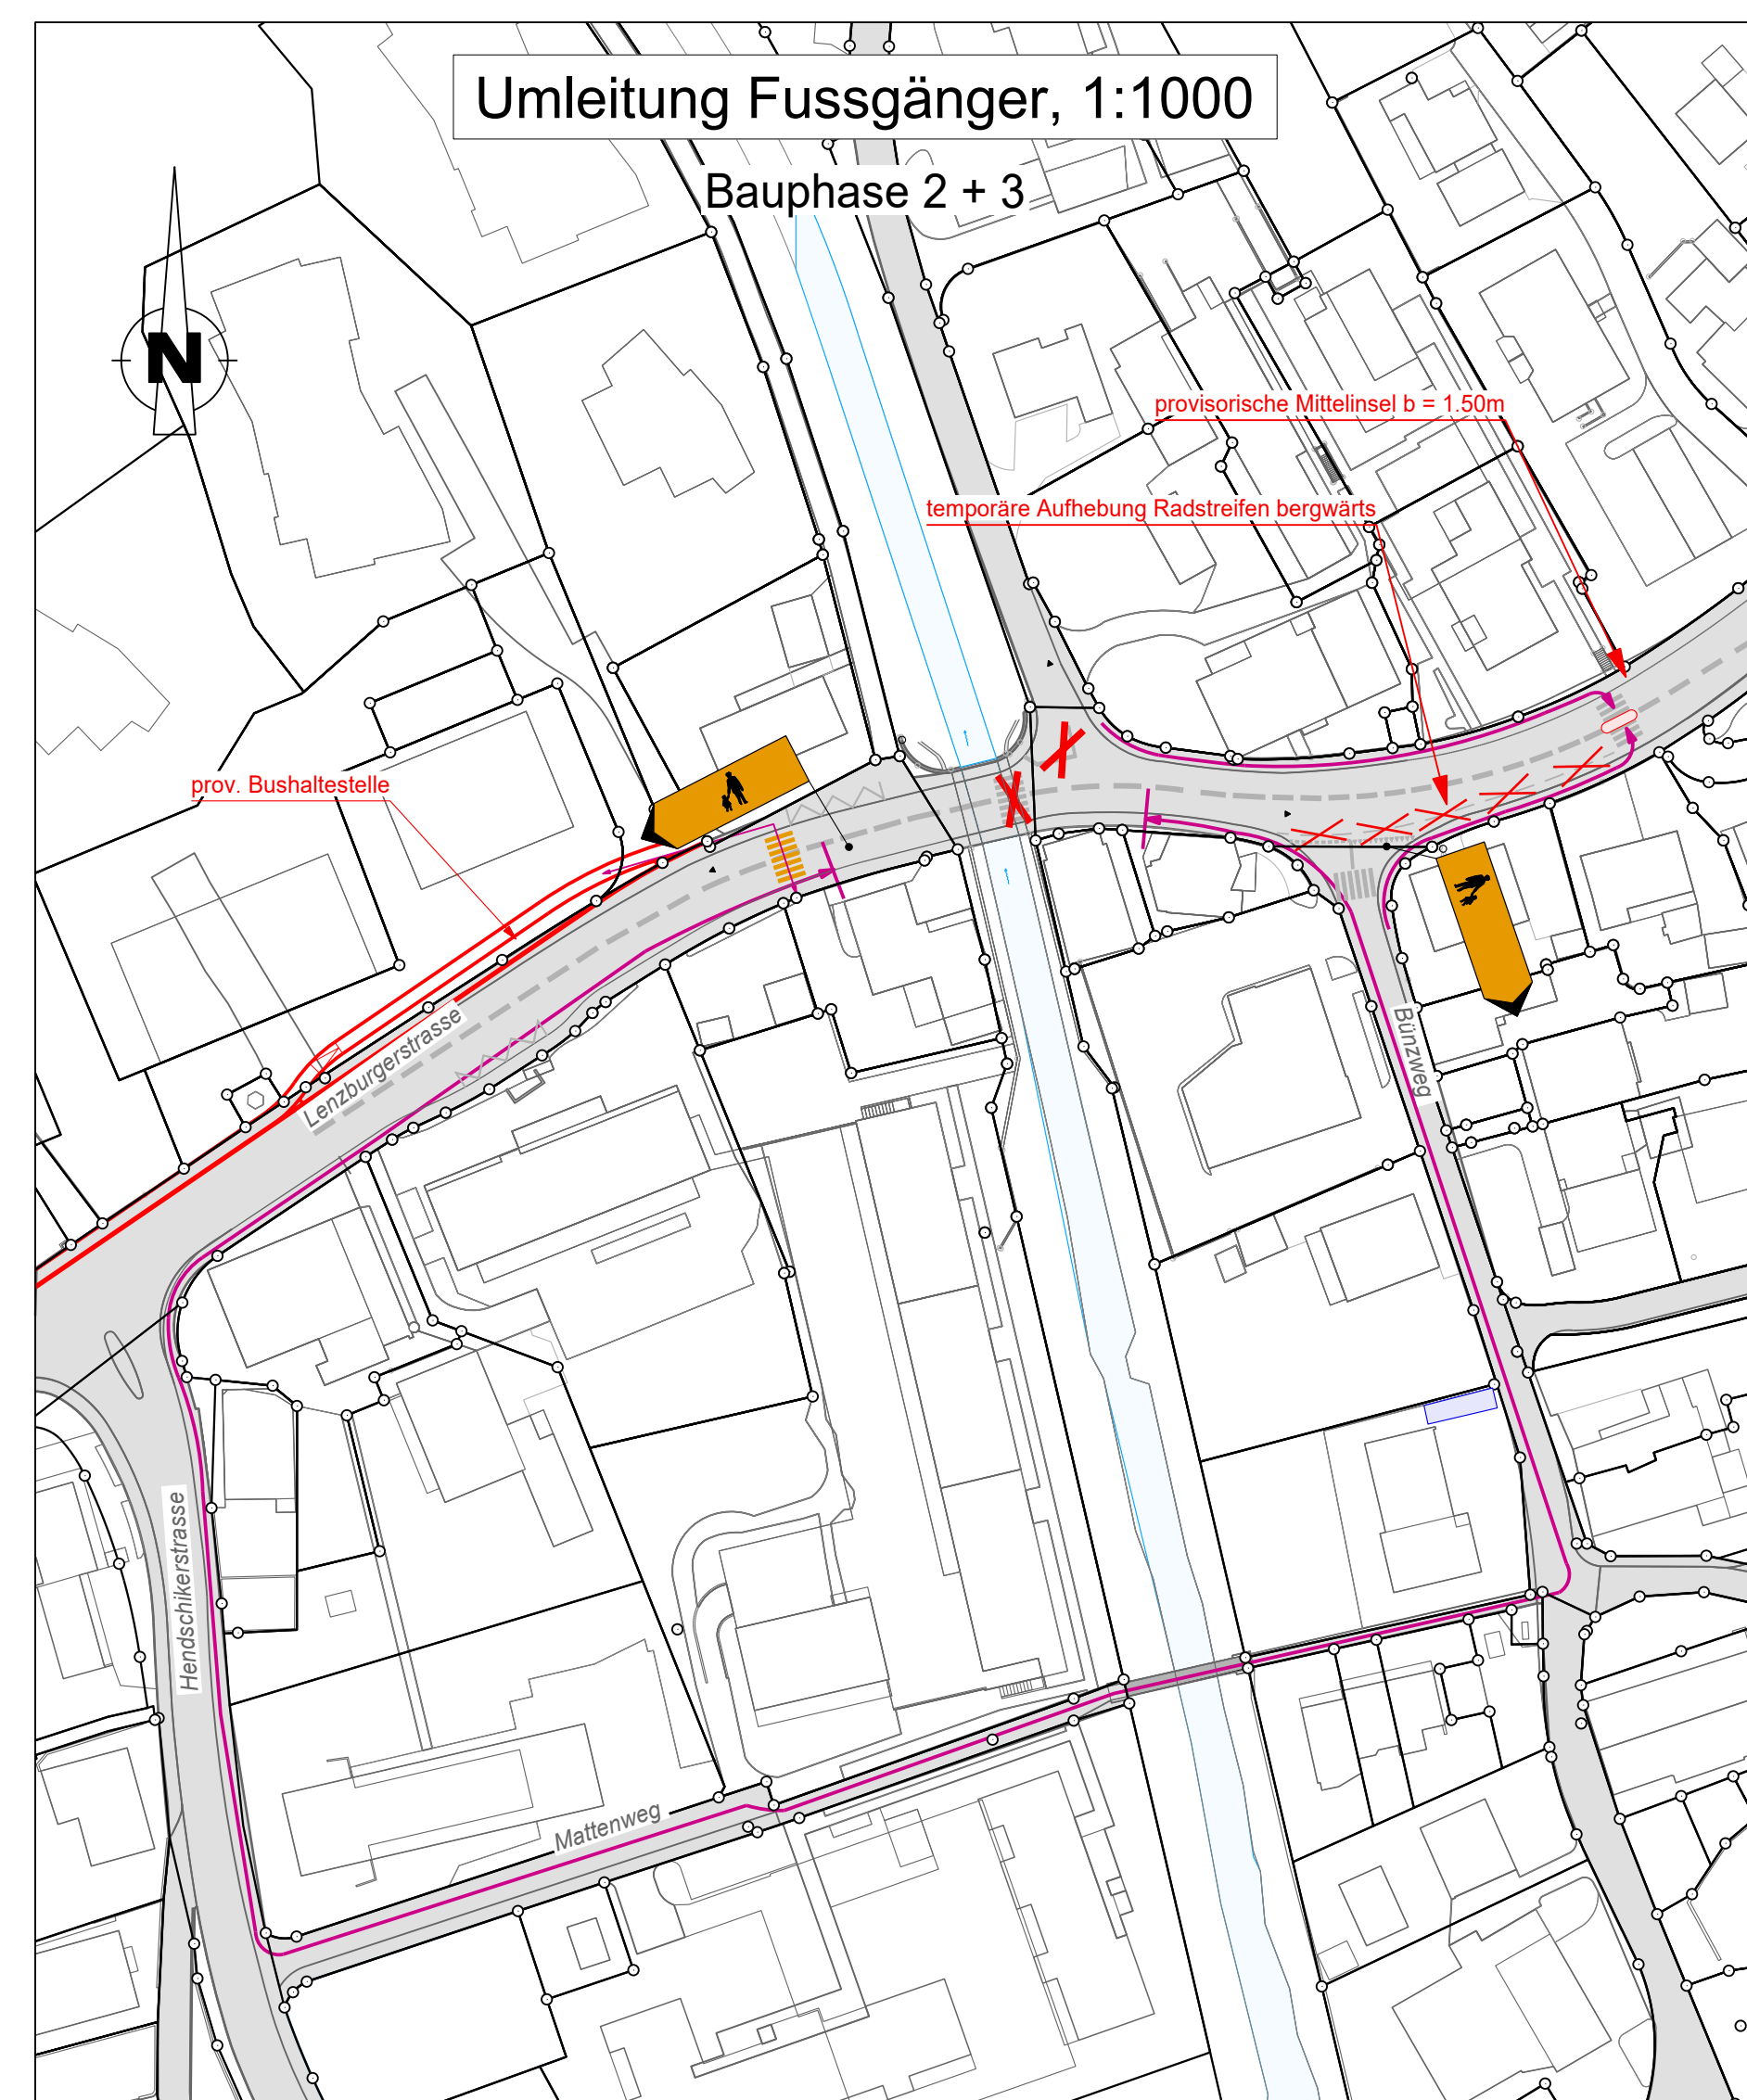 Umleitung Fussgänger, 1:1000
Bauphase 2 + 3
N
provisorische Mittelinsel b = 1.50m
temporäre Aufhebung Radstreifen bergwärts
prov. Bushaltestelle
Lenzburgerstrasse
Bünzweg
Hendschikerstrasse
Mattenweg